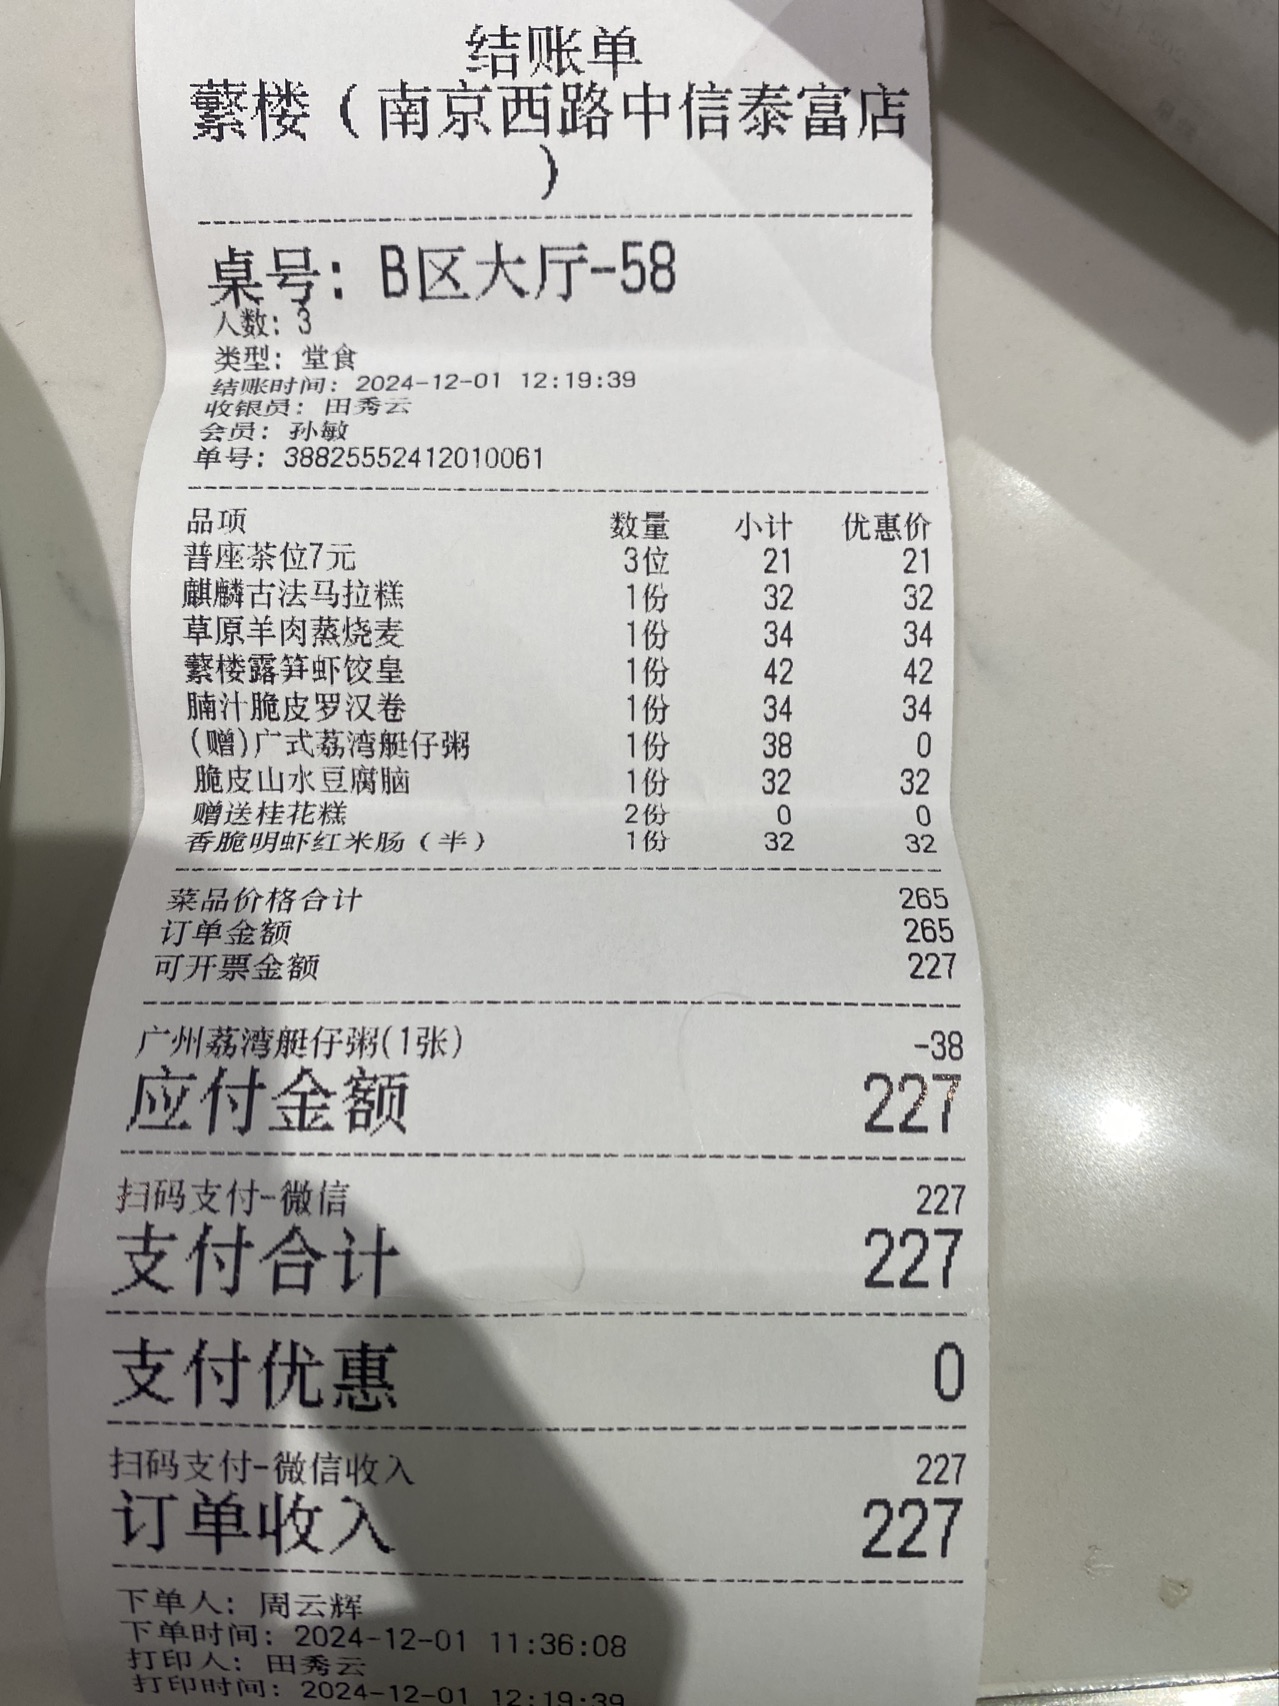 结账单
蘩楼（南京西路中信泰富店
）
桌号：B区大厅-58
人数：3
类型：堂食
结账时间：2024-12-01 12:19:39
收银员：田秀云
会员：孙敏
单号：38825552412010061
品项 数量 小计 优惠价
普座茶位7元 3位 21 21
麒麟古法马拉糕 1份 32 32
草原羊肉蒸烧麦 1份 34 34
蘩楼露笋虾饺皇 1份 42 42
腩汁脆皮罗汉卷 1份 34 34
(赠)广式荔湾艇仔粥 1份 38 0
脆皮山水豆腐脑 1份 32 32
赠送桂花糕 2份 0 0
香脆明虾红米肠（半） 1份 32 32
菜品价格合计 265
订单金额 265
可开票金额 227
广州荔湾艇仔粥(1张) -38
应付金额 227
扫码支付-微信 227
支付合计 227
支付优惠 0
扫码支付-微信收入 227
订单收入 227
下单人：周云辉
下单时间：2024-12-01 11:36:08
打印人：田秀云
打印时间：2024-12-01 12:19:39